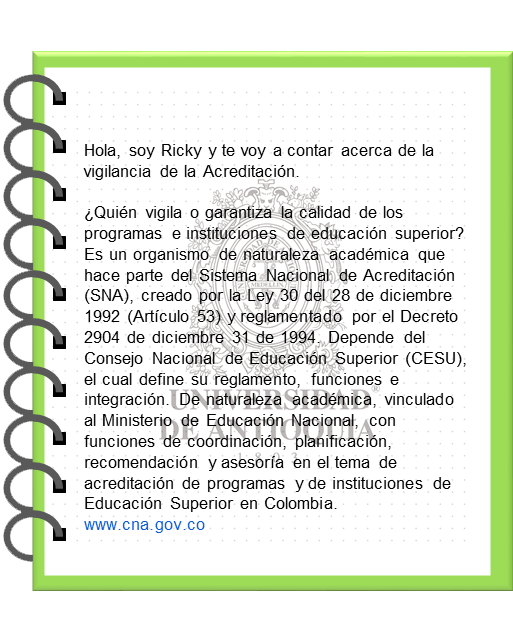 Hola, soy Ricky y te voy a contar acerca de la
vigilancia de la Acreditación.
¿Quién vigila o garantiza la calidad de los
programas e instituciones de educación superior?
Es un organismo de naturaleza académica que
hace parte del Sistema Nacional de Acreditación
(SNA), creado por la Ley 30 del 28 de diciembre
1992 (Artículo 53) y reglamentado por el Decreto
2904 de diciembre 31 de 1994. Depende del
Consejo Nacional de Educación Superior (CESU),
el cual define su reglamento, funciones e
integración. De naturaleza académica, vinculado
al Ministerio de Educación Nacional, con
funciones de coordinación, planificación,
recomendación y asesoría en el tema de
acreditación de programas y de instituciones de
Educación Superior en Colombia.
www.cna.gov.co
UNIVERSIDAD
DE ANTIOQUIA
1803